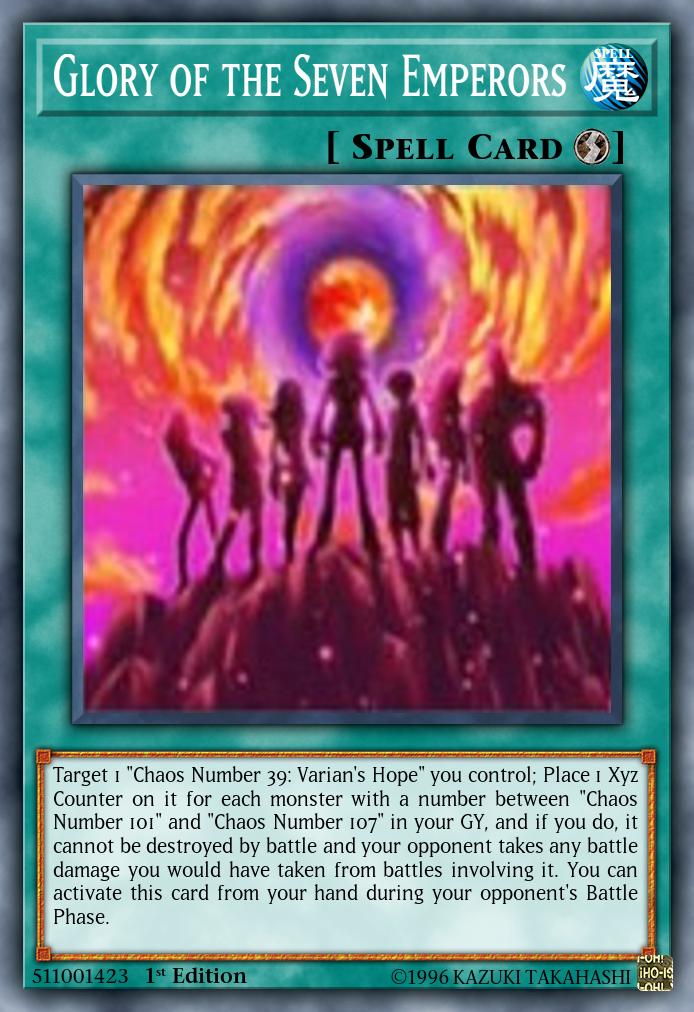 Glory of the Seven Emperors
SPELL
魔
[ Spell Card ]
Target 1 "Chaos Number 39: Varian's Hope" you control; Place 1 Xyz
Counter on it for each monster with a number between "Chaos
Number 101" and "Chaos Number 107" in your GY, and if you do, it
cannot be destroyed by battle and your opponent takes any battle
damage you would have taken from battles involving it. You can
activate this card from your hand during your opponent's Battle
Phase.
511001423 1st Edition ©1996 KAZUKI TAKAHASHI